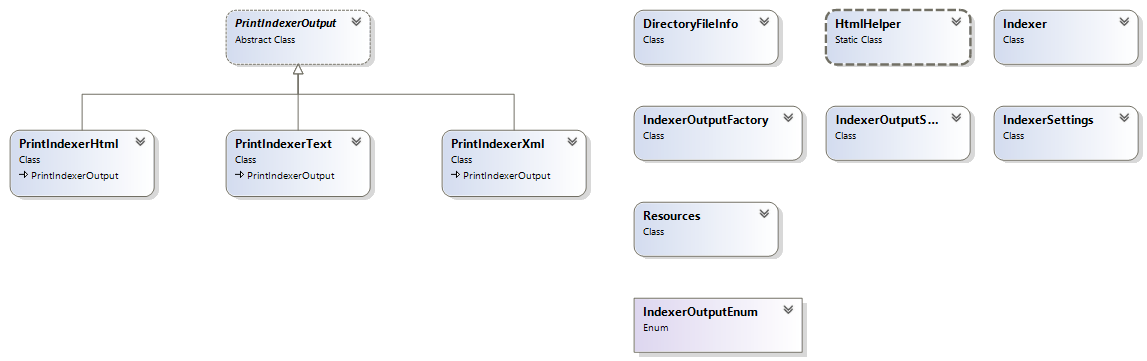 PrintIndexerOutput
Abstract Class
PrintIndexerHtml
Class
PrintIndexerOutput
PrintIndexerText
Class
PrintIndexerOutput
PrintIndexerXml
Class
PrintIndexerOutput
DirectoryFileInfo
Class
HtmlHelper
Static Class
Indexer
Class
IndexerOutputFactory
Class
IndexerOutputS...
Class
IndexerSettings
Class
Resources
Class
IndexerOutputEnum
Enum